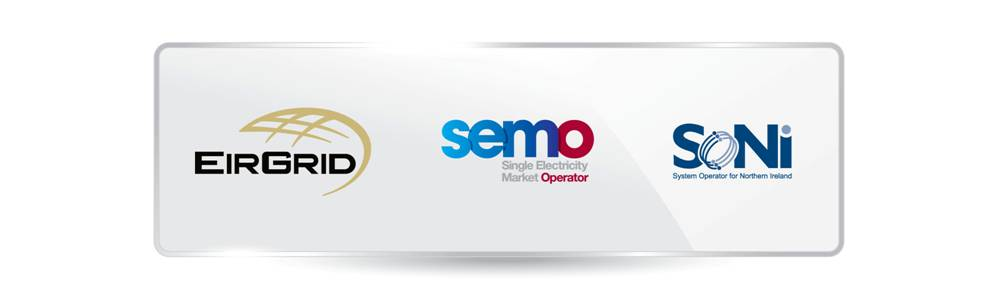 EIRGRID
semo
Single Electricity
Market Operator
SONi
System Operator for Northern Ireland